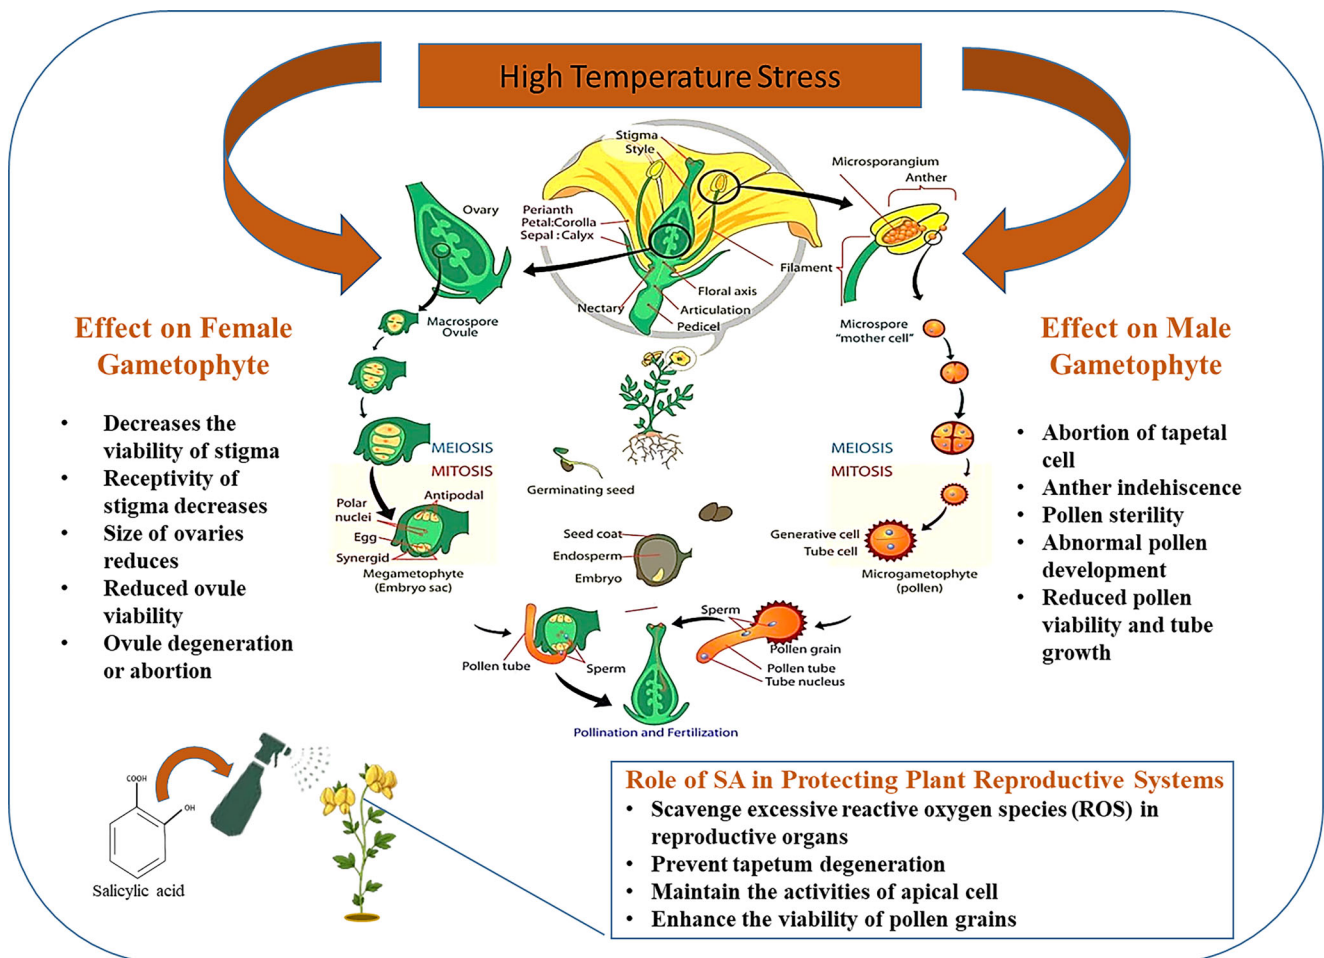 High Temperature Stress
Stigma
Style
Perianth
Petal:Corolla
Sepal : Calyx
Nectary
Floral axis
Articulation
Pedicel
Filament
Microsporangium
Anther
Ovary
Macrospore
Ovule
Microspore
"mother cell"
Effect on Female
Gametophyte
• Decreases the
viability of stigma
• Receptivity of
stigma decreases
• Size of ovaries
reduces
• Reduced ovule
viability
• Ovule degeneration
or abortion
MEIOSIS
MITOSIS
Polar
nuclei
Antipodal
Egg
Synergid
Megametophyte
(Embryo sac)
Germinating seed
Seed coat
Endosperm
Embryo
MEIOSIS
MITOSIS
Generative cell
Tube cell
Microgametophyte
(pollen)
Effect on Male
Gametophyte
• Abortion of tapetal
cell
• Anther indehiscence
• Pollen sterility
• Abnormal pollen
development
• Reduced pollen
viability and tube
growth
Pollen tube
Sperm
Sperm
Pollen grain
Pollen tube
Tube nucleus
Pollination and Fertilization
COOH
OH
Salicylic acid
Role of SA in Protecting Plant Reproductive Systems
• Scavenge excessive reactive oxygen species (ROS) in
reproductive organs
• Prevent tapetum degeneration
• Maintain the activities of apical cell
• Enhance the viability of pollen grains